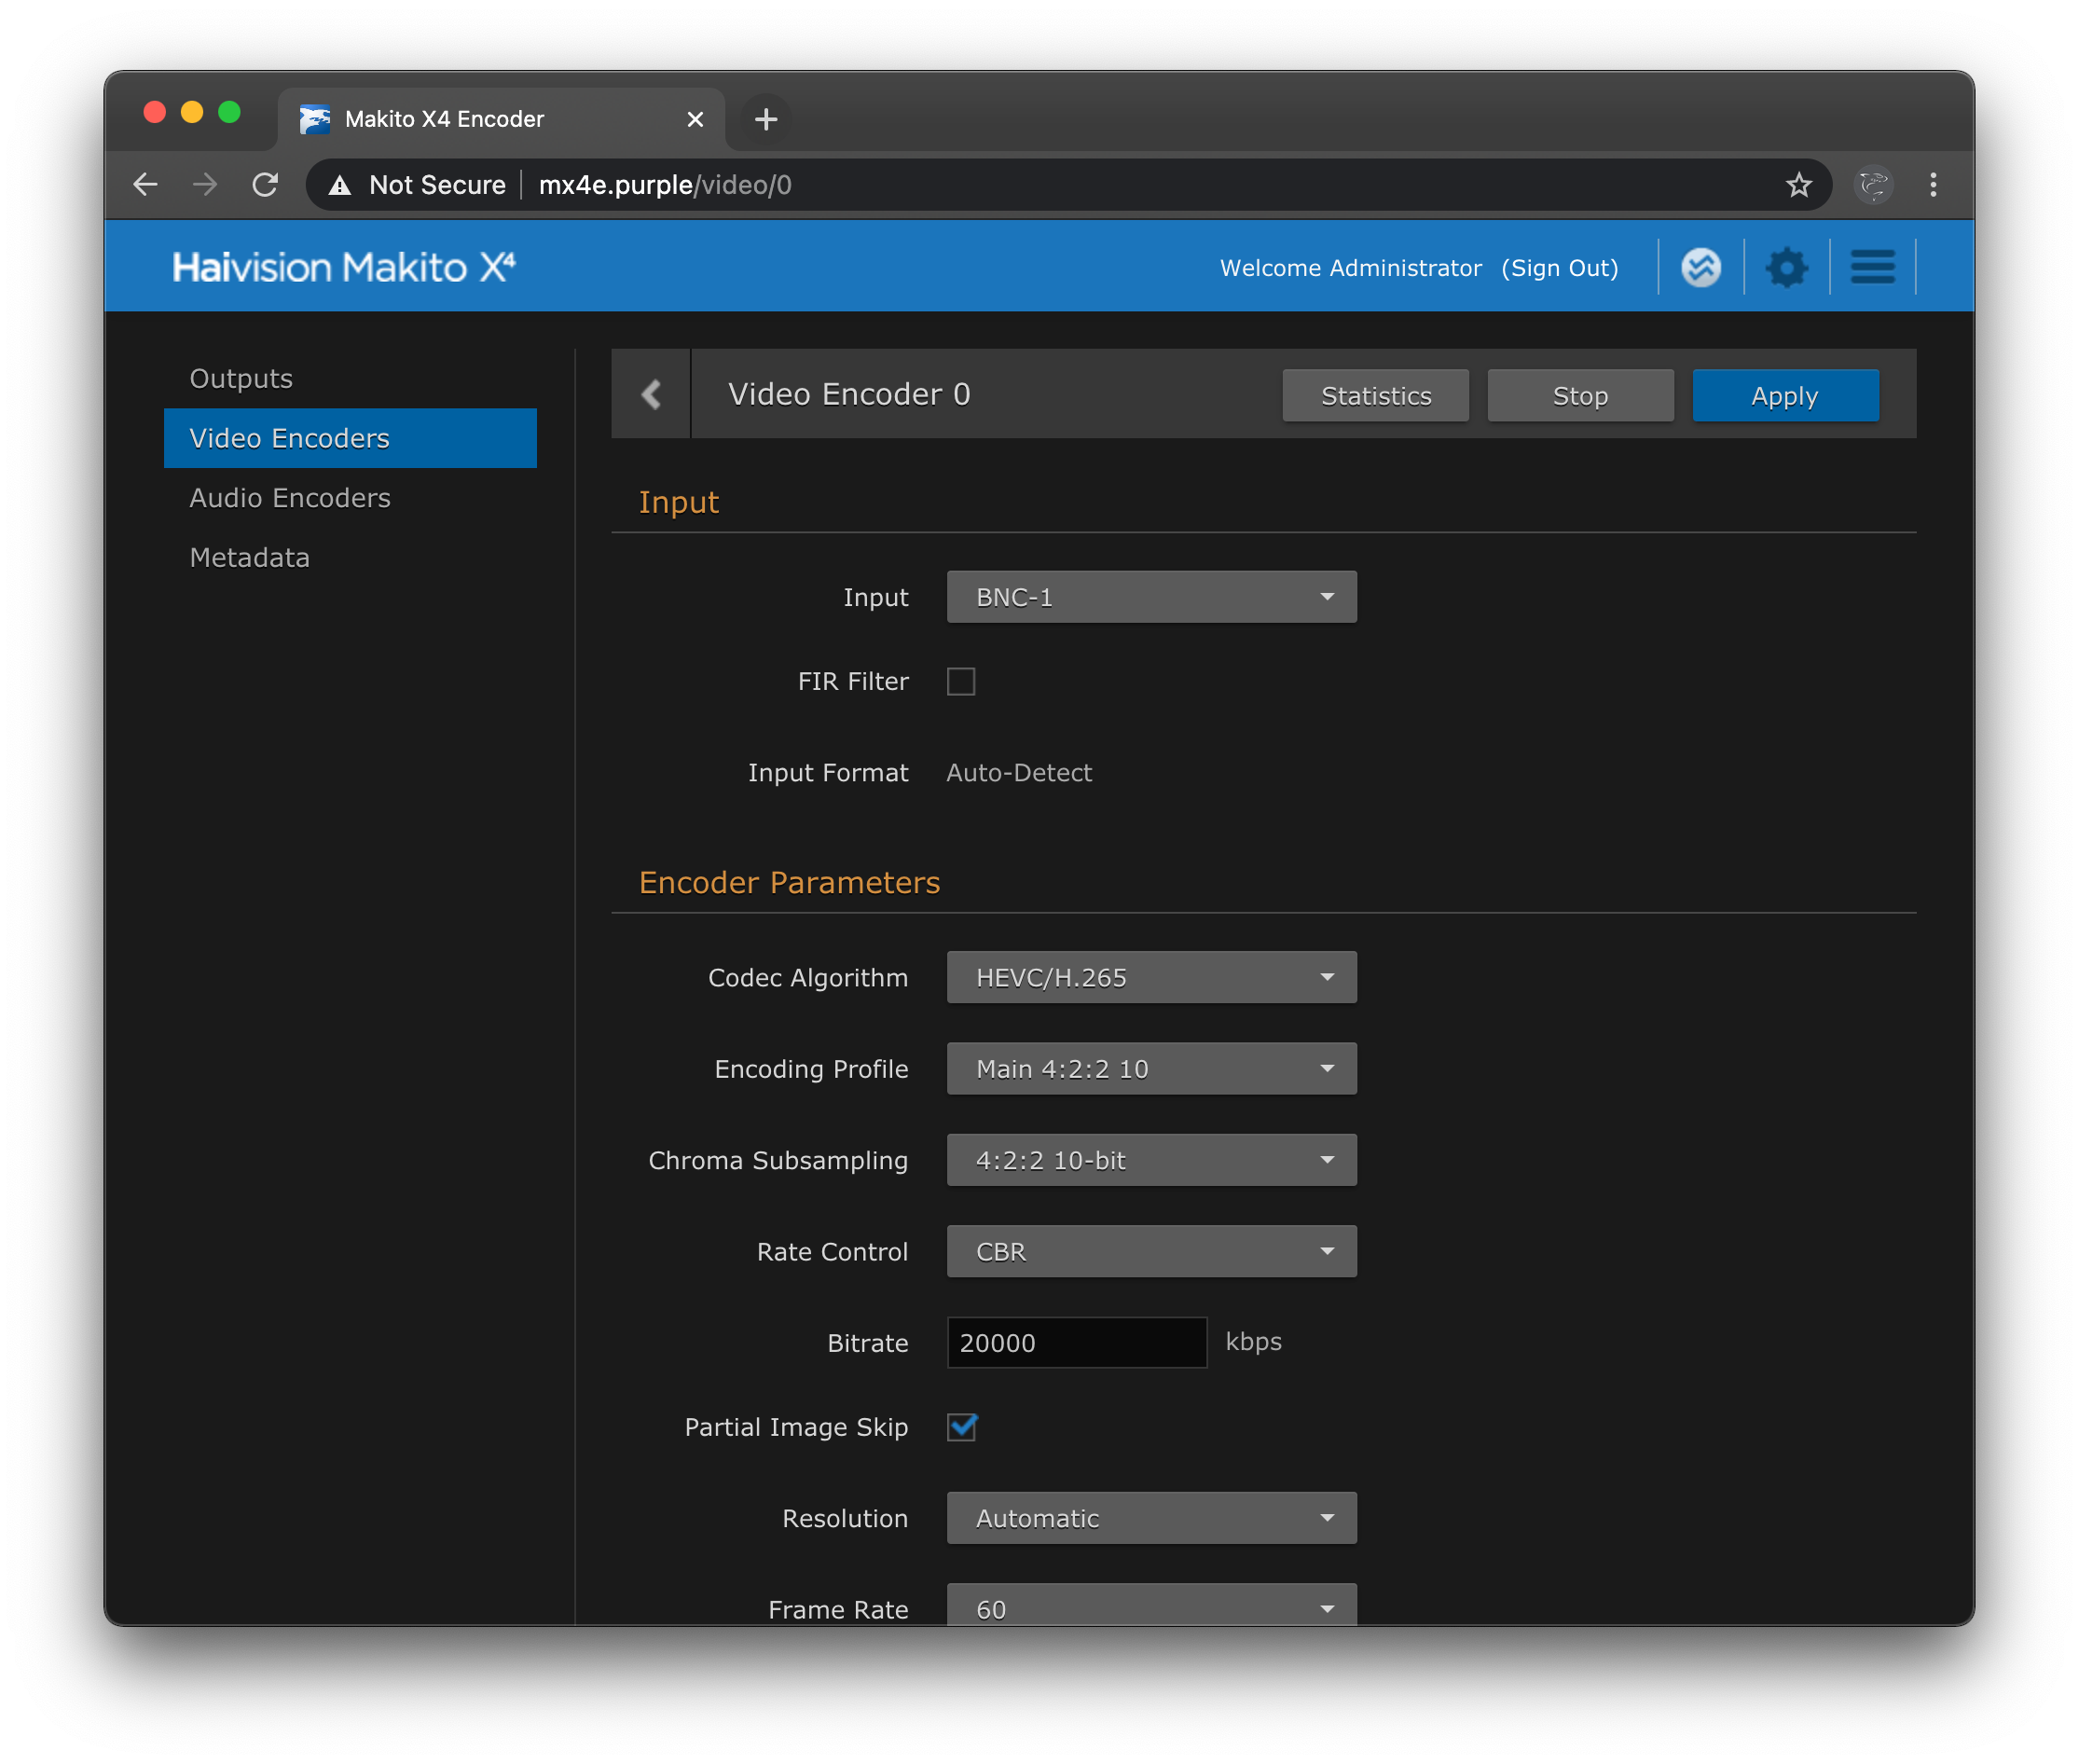 Makito X4 Encoder
Not Secure mx4e.purple/video/0
Haivision Makito X4
Welcome Administrator (Sign Out)
Outputs
Video Encoders
Audio Encoders
Metadata
Video Encoder 0
Statistics
Stop
Apply
Input
Input BNC-1
FIR Filter
Input Format Auto-Detect
Encoder Parameters
Codec Algorithm HEVC/H.265
Encoding Profile Main 4:2:2 10
Chroma Subsampling 4:2:2 10-bit
Rate Control CBR
Bitrate 20000 kbps
Partial Image Skip
Resolution Automatic
Frame Rate 60